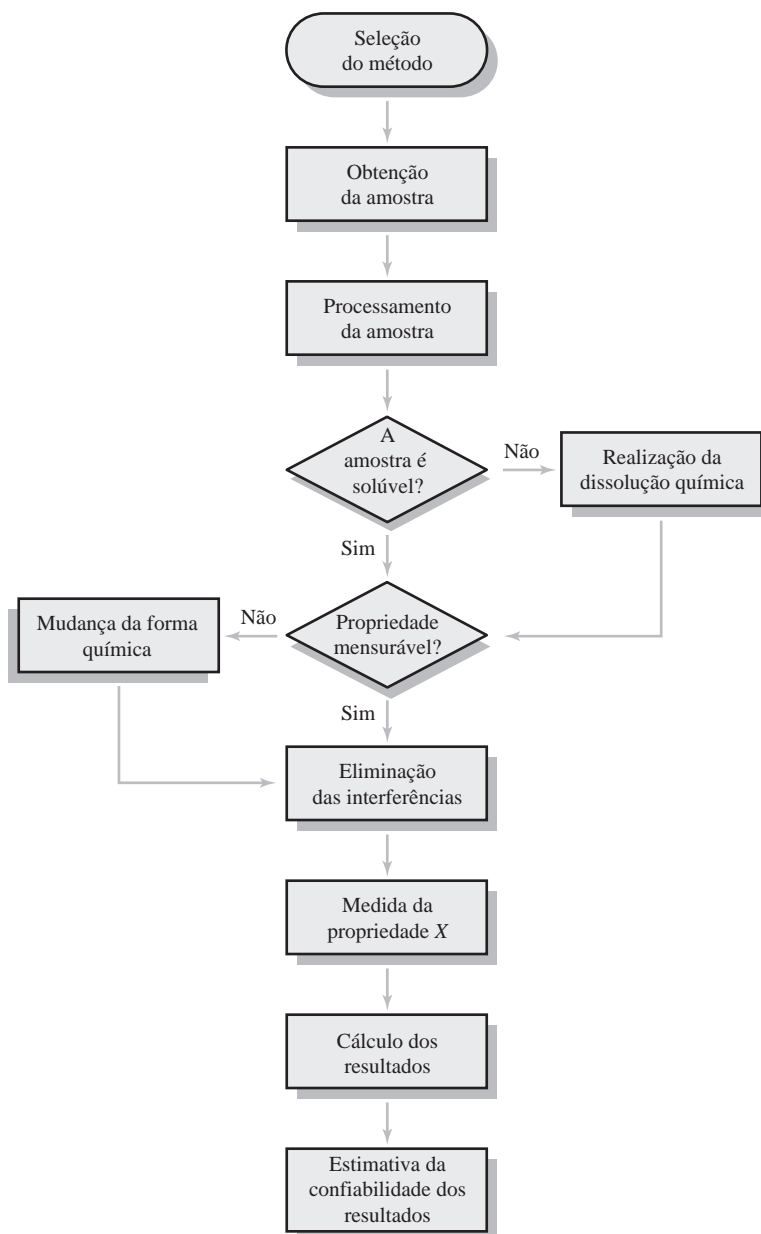 Seleção
do método
Obtenção
da amostra
Processamento
da amostra
A
amostra é
solúvel?
Não
Realização da
dissolução química
Sim
Mudança da forma
química
Não
Propriedade
mensurável?
Sim
Eliminação
das interferências
Medida da
propriedade X
Cálculo dos
resultados
Estimativa da
confiabilidade dos
resultados